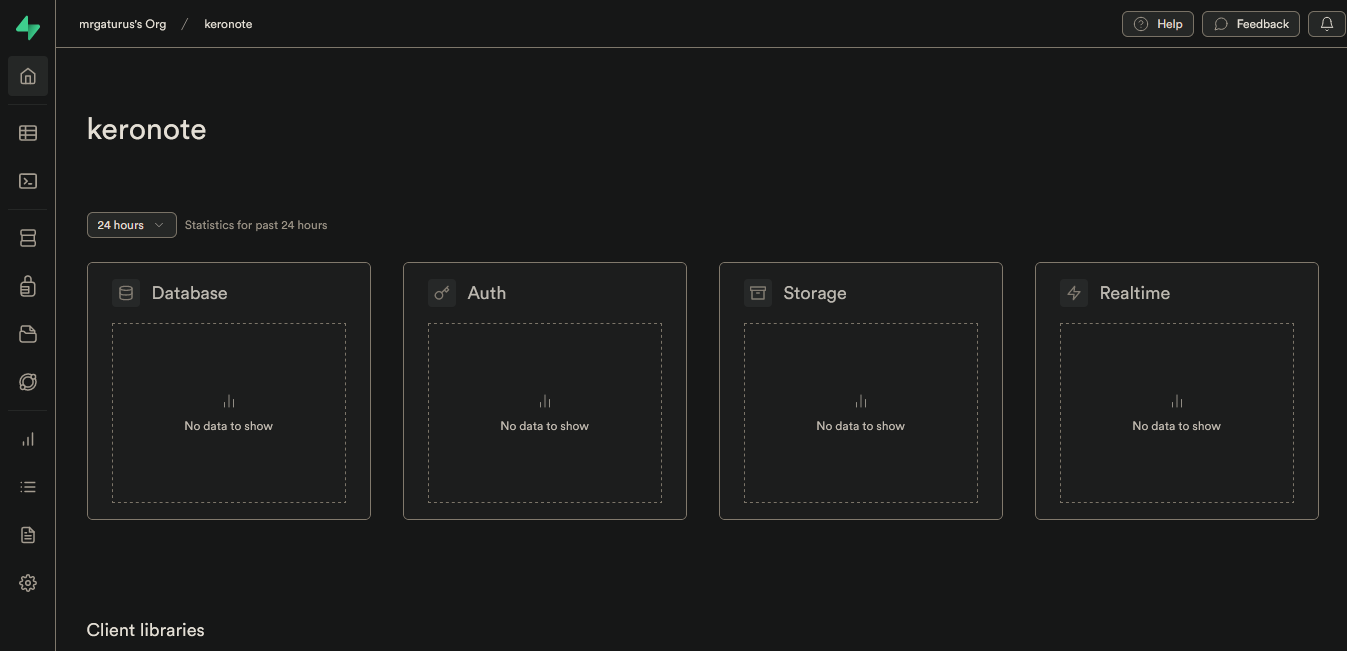 mrgaturus's Org / keronote
Help
Feedback
keronote
24 hours
Statistics for past 24 hours
Database
Auth
Storage
Realtime
No data to show
No data to show
No data to show
No data to show
Client libraries